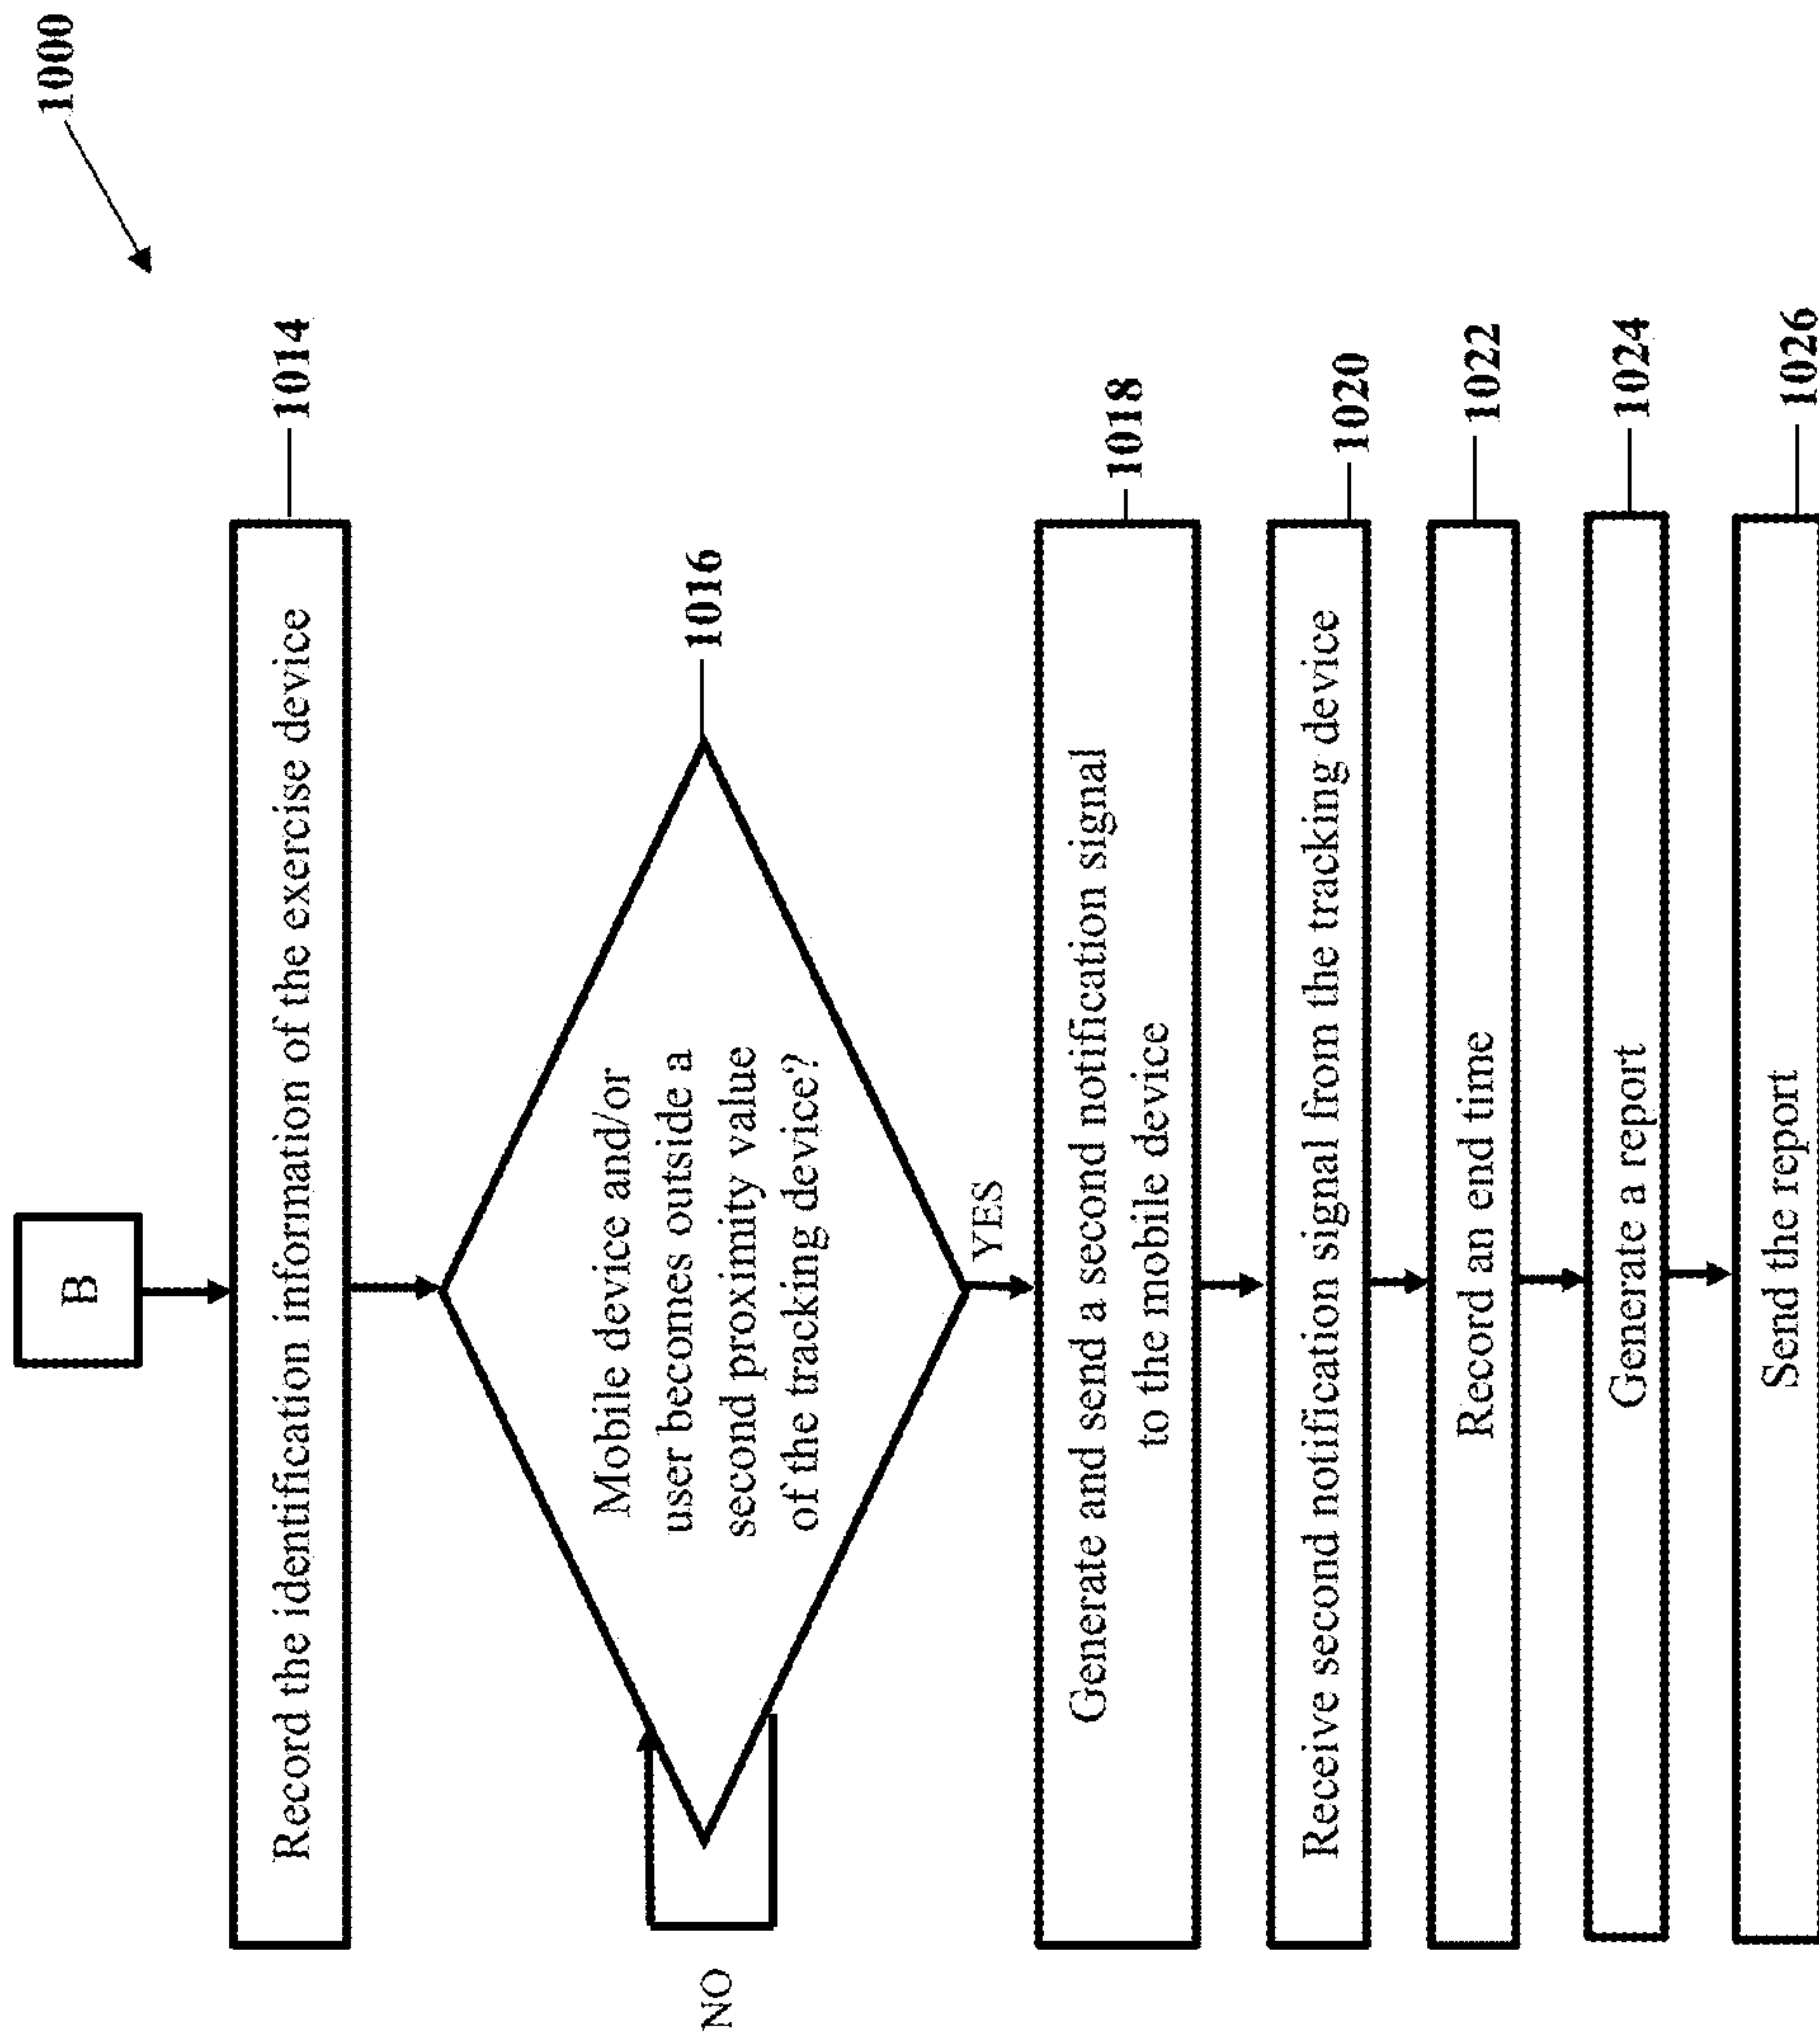 1000
B
Record the identification information of the exercise device
1014
Mobile device and/or
user becomes outside a
second proximity value
of the tracking device?
1016
NO
YES
Generate and send a second notification signal
to the mobile device
1018
Receive second notification signal from the tracking device
1020
Record an end time
1022
Generate a report
1024
Send the report
1026